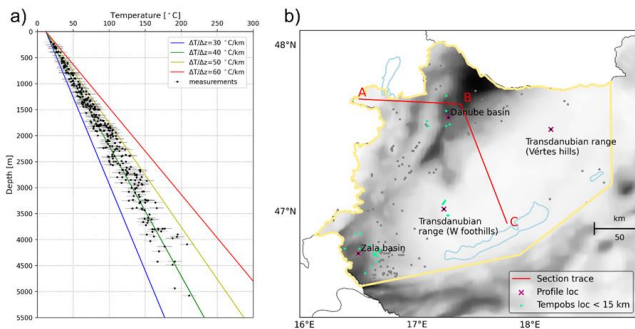 a)
Temperature [°C]
0 50 100 150 200 250 300
0
500
1000
1500
2000
2500
3000
3500
4000
4500
5000
5500
Depth [m]
ΔT/Δz=30 °C/km
ΔT/Δz=40 °C/km
ΔT/Δz=50 °C/km
ΔT/Δz=60 °C/km
measurements
b)
48°N
47°N
16°E 17°E 18°E
A
B
C
Danube basin
Transdanubian range
(Vértes hills)
Transdanubian
range (W foothills)
Zala basin
km
50
Section trace
Profile loc
Tempobs loc < 15 km